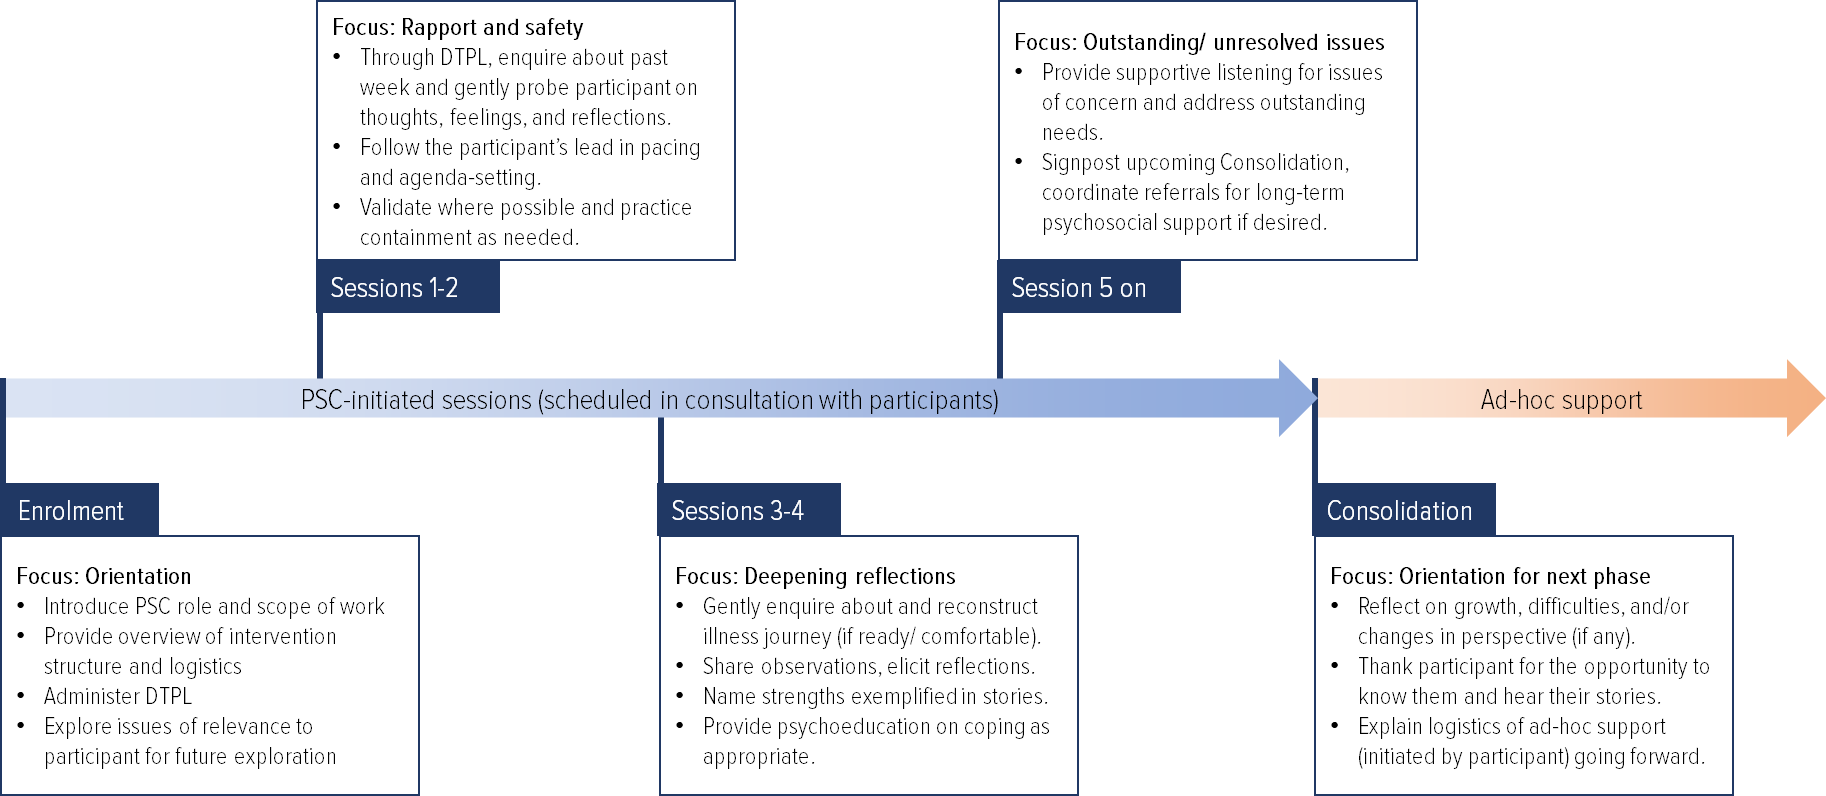 Focus: Rapport and safety
• Through DTPL, enquire about past
week and gently probe participant on
thoughts, feelings, and reflections.
• Follow the participant’s lead in pacing
and agenda-setting.
• Validate where possible and practice
containment as needed.
Sessions 1-2
Focus: Outstanding/ unresolved issues
• Provide supportive listening for issues
of concern and address outstanding
needs.
• Signpost upcoming Consolidation,
coordinate referrals for long-term
psychosocial support if desired.
Session 5 on
PSC-initiated sessions (scheduled in consultation with participants)
Ad-hoc support
Enrolment
Focus: Orientation
• Introduce PSC role and scope of work
• Provide overview of intervention
structure and logistics
• Administer DTPL
• Explore issues of relevance to
participant for future exploration
Sessions 3-4
Focus: Deepening reflections
• Gently enquire about and reconstruct
illness journey (if ready/ comfortable).
• Share observations, elicit reflections.
• Name strengths exemplified in stories.
• Provide psychoeducation on coping as
appropriate.
Consolidation
Focus: Orientation for next phase
• Reflect on growth, difficulties, and/or
changes in perspective (if any).
• Thank participant for the opportunity to
know them and hear their stories.
• Explain logistics of ad-hoc support
(initiated by participant) going forward.